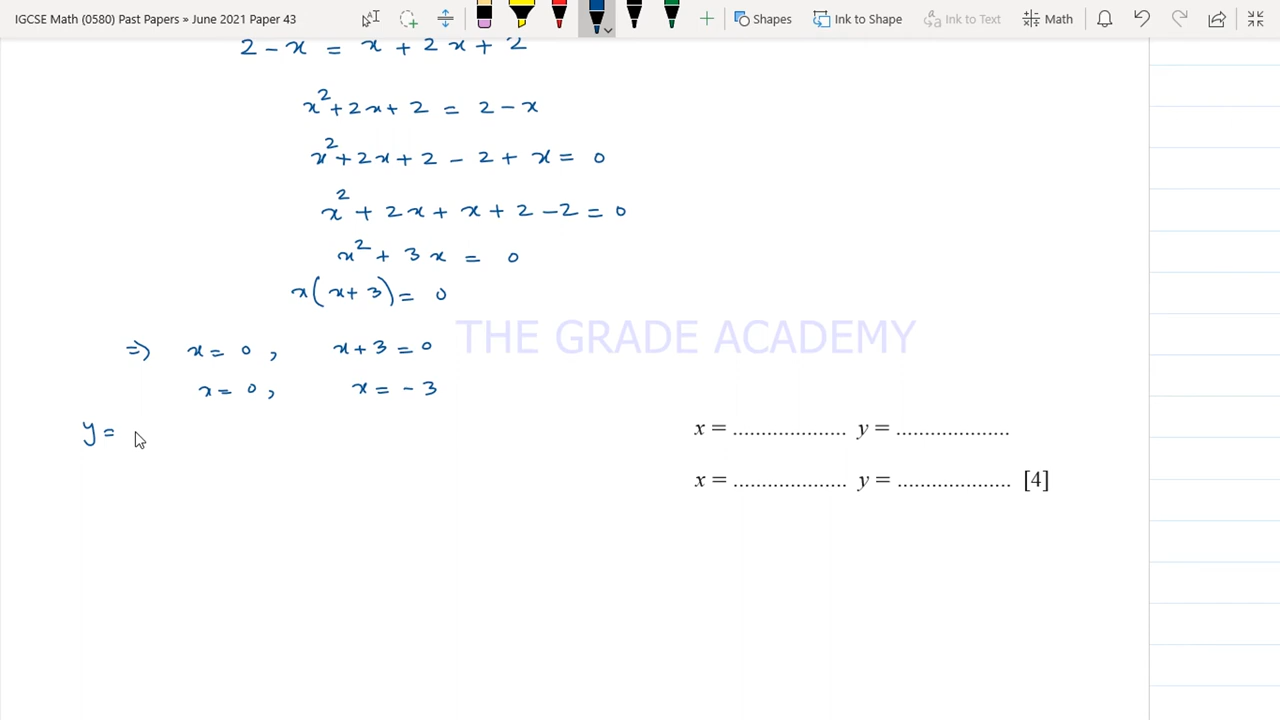 IGCSE Math (0580) Past Papers » June 2021 Paper 43
Shapes
Ink to Shape
Ink to Text
Math
2 - x = x + 2x + 2
x² + 2x + 2 = 2 - x
x² + 2x + 2 - 2 + x = 0
x² + 2x + x + 2 - 2 = 0
x² + 3x = 0
x(x + 3) = 0
THE GRADE ACADEMY
=> x = 0, x + 3 = 0
x = 0, x = - 3
y =
x = .................... y = ....................
x = .................... y = .................... [4]